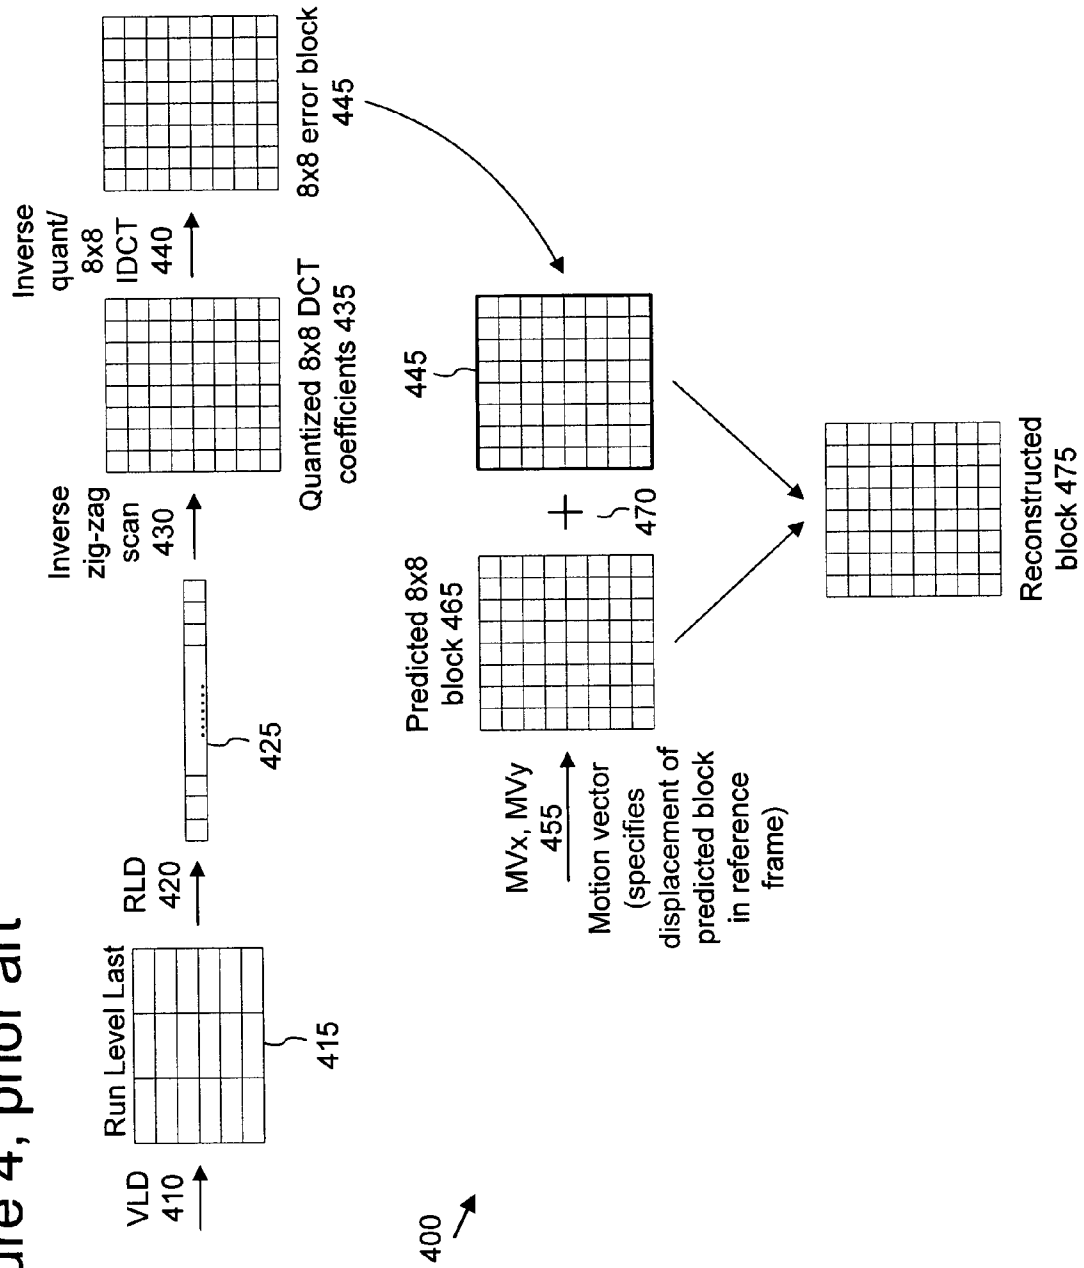 ure 4, prior art
VLD
410
Run Level Last
415
RLD
420
425
Inverse
zig-zag
scan
430
Quantized 8x8 DCT
coefficients 435
Inverse
quant/
8x8
IDCT
440
8x8 error block
445
400
MVx, MVy
455
Motion vector
(specifies
displacement of
predicted block
in reference
frame)
Predicted 8x8
block 465
+
470
445
Reconstructed
block 475